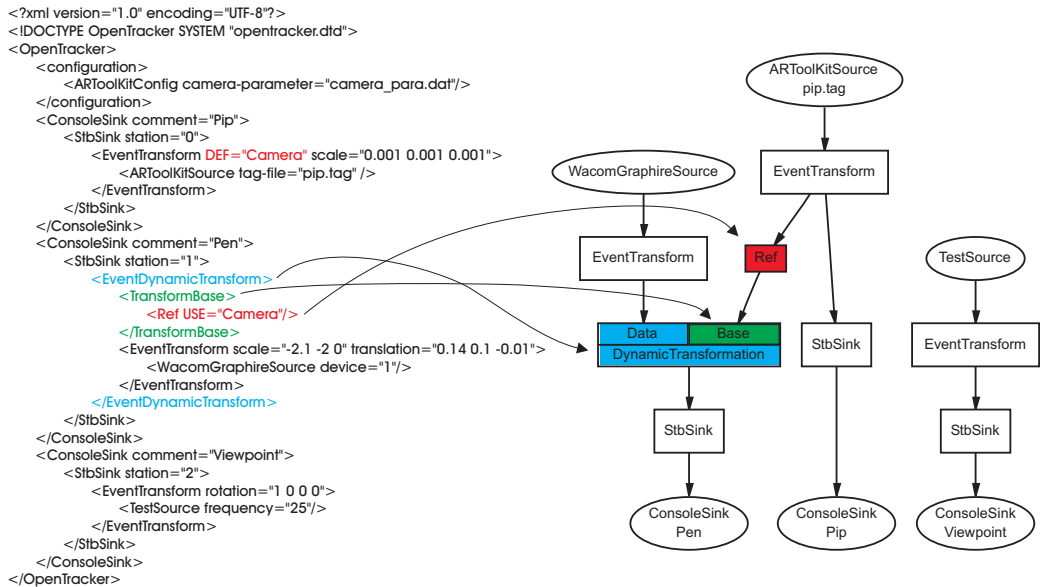 <?xml version="1.0" encoding="UTF-8"?>
<!DOCTYPE OpenTracker SYSTEM "opentracker.dtd">
<OpenTracker>
<configuration>
<ARToolKitConfig camera-parameter="camera_para.dat"/>
</configuration>
<ConsoleSink comment="Pip">
<StbSink station="0">
<EventTransform DEF="Camera" scale="0.001 0.001 0.001">
<ARToolKitSource tag-file="pip.tag" />
</EventTransform>
</StbSink>
</ConsoleSink>
<ConsoleSink comment="Pen">
<StbSink station="1">
<EventDynamicTransform>
<TransformBase>
<Ref USE="Camera"/>
</TransformBase>
<EventTransform scale="-2.1 -2 0" translation="0.14 0.1 -0.01">
<WacomGraphireSource device="1"/>
</EventTransform>
</EventDynamicTransform>
</StbSink>
</ConsoleSink>
<ConsoleSink comment="Viewpoint">
<StbSink station="2">
<EventTransform rotation="1 0 0 0">
<TestSource frequency="25"/>
</EventTransform>
</StbSink>
</ConsoleSink>
</OpenTracker>
ARToolKitSource
pip.tag
WacomGraphireSource
EventTransform
EventTransform
Ref
TestSource
Data
Base
DynamicTransformation
StbSink
EventTransform
StbSink
StbSink
ConsoleSink
Pen
ConsoleSink
Pip
ConsoleSink
Viewpoint